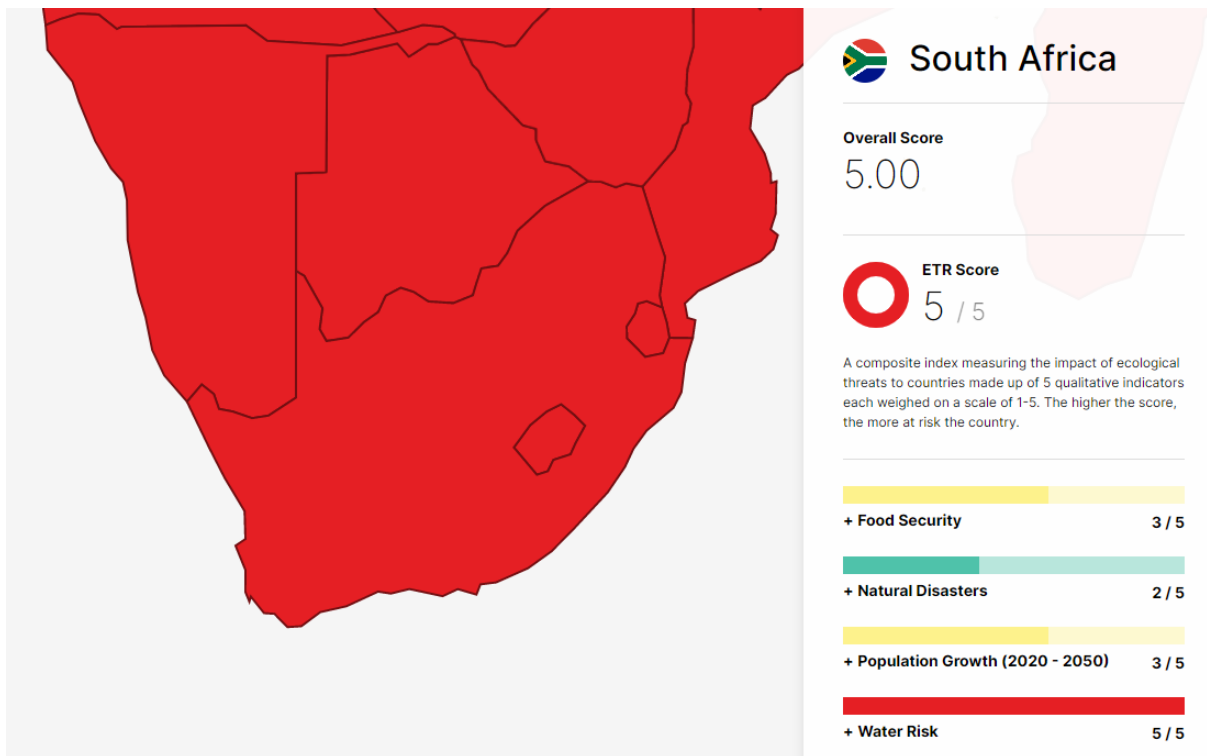 South Africa
Overall Score
5.00
ETR Score
5 / 5
A composite index measuring the impact of ecological
threats to countries made up of 5 qualitative indicators
each weighed on a scale of 1-5. The higher the score,
the more at risk the country.
+ Food Security 3 / 5
+ Natural Disasters 2 / 5
+ Population Growth (2020 - 2050) 3 / 5
+ Water Risk 5 / 5